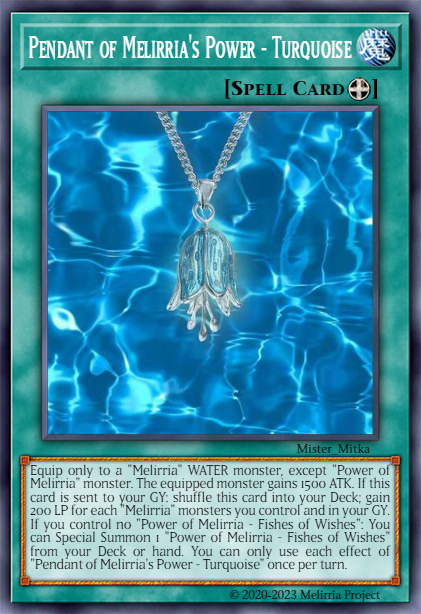 Pendant of Melirria's Power - Turquoise
魔
[Spell Card]
Mister_Mitka
Equip only to a "Melirria" WATER monster, except "Power of
Melirria" monster. The equipped monster gains 1500 ATK. If this
card is sent to your GY: shuffle this card into your Deck; gain
200 LP for each "Melirria" monsters you control and in your GY.
If you control no "Power of Melirria - Fishes of Wishes": You
can Special Summon 1 "Power of Melirria - Fishes of Wishes"
from your Deck or hand. You can only use each effect of
"Pendant of Melirria's Power - Turquoise" once per turn.
© 2020-2023 Melirria Project